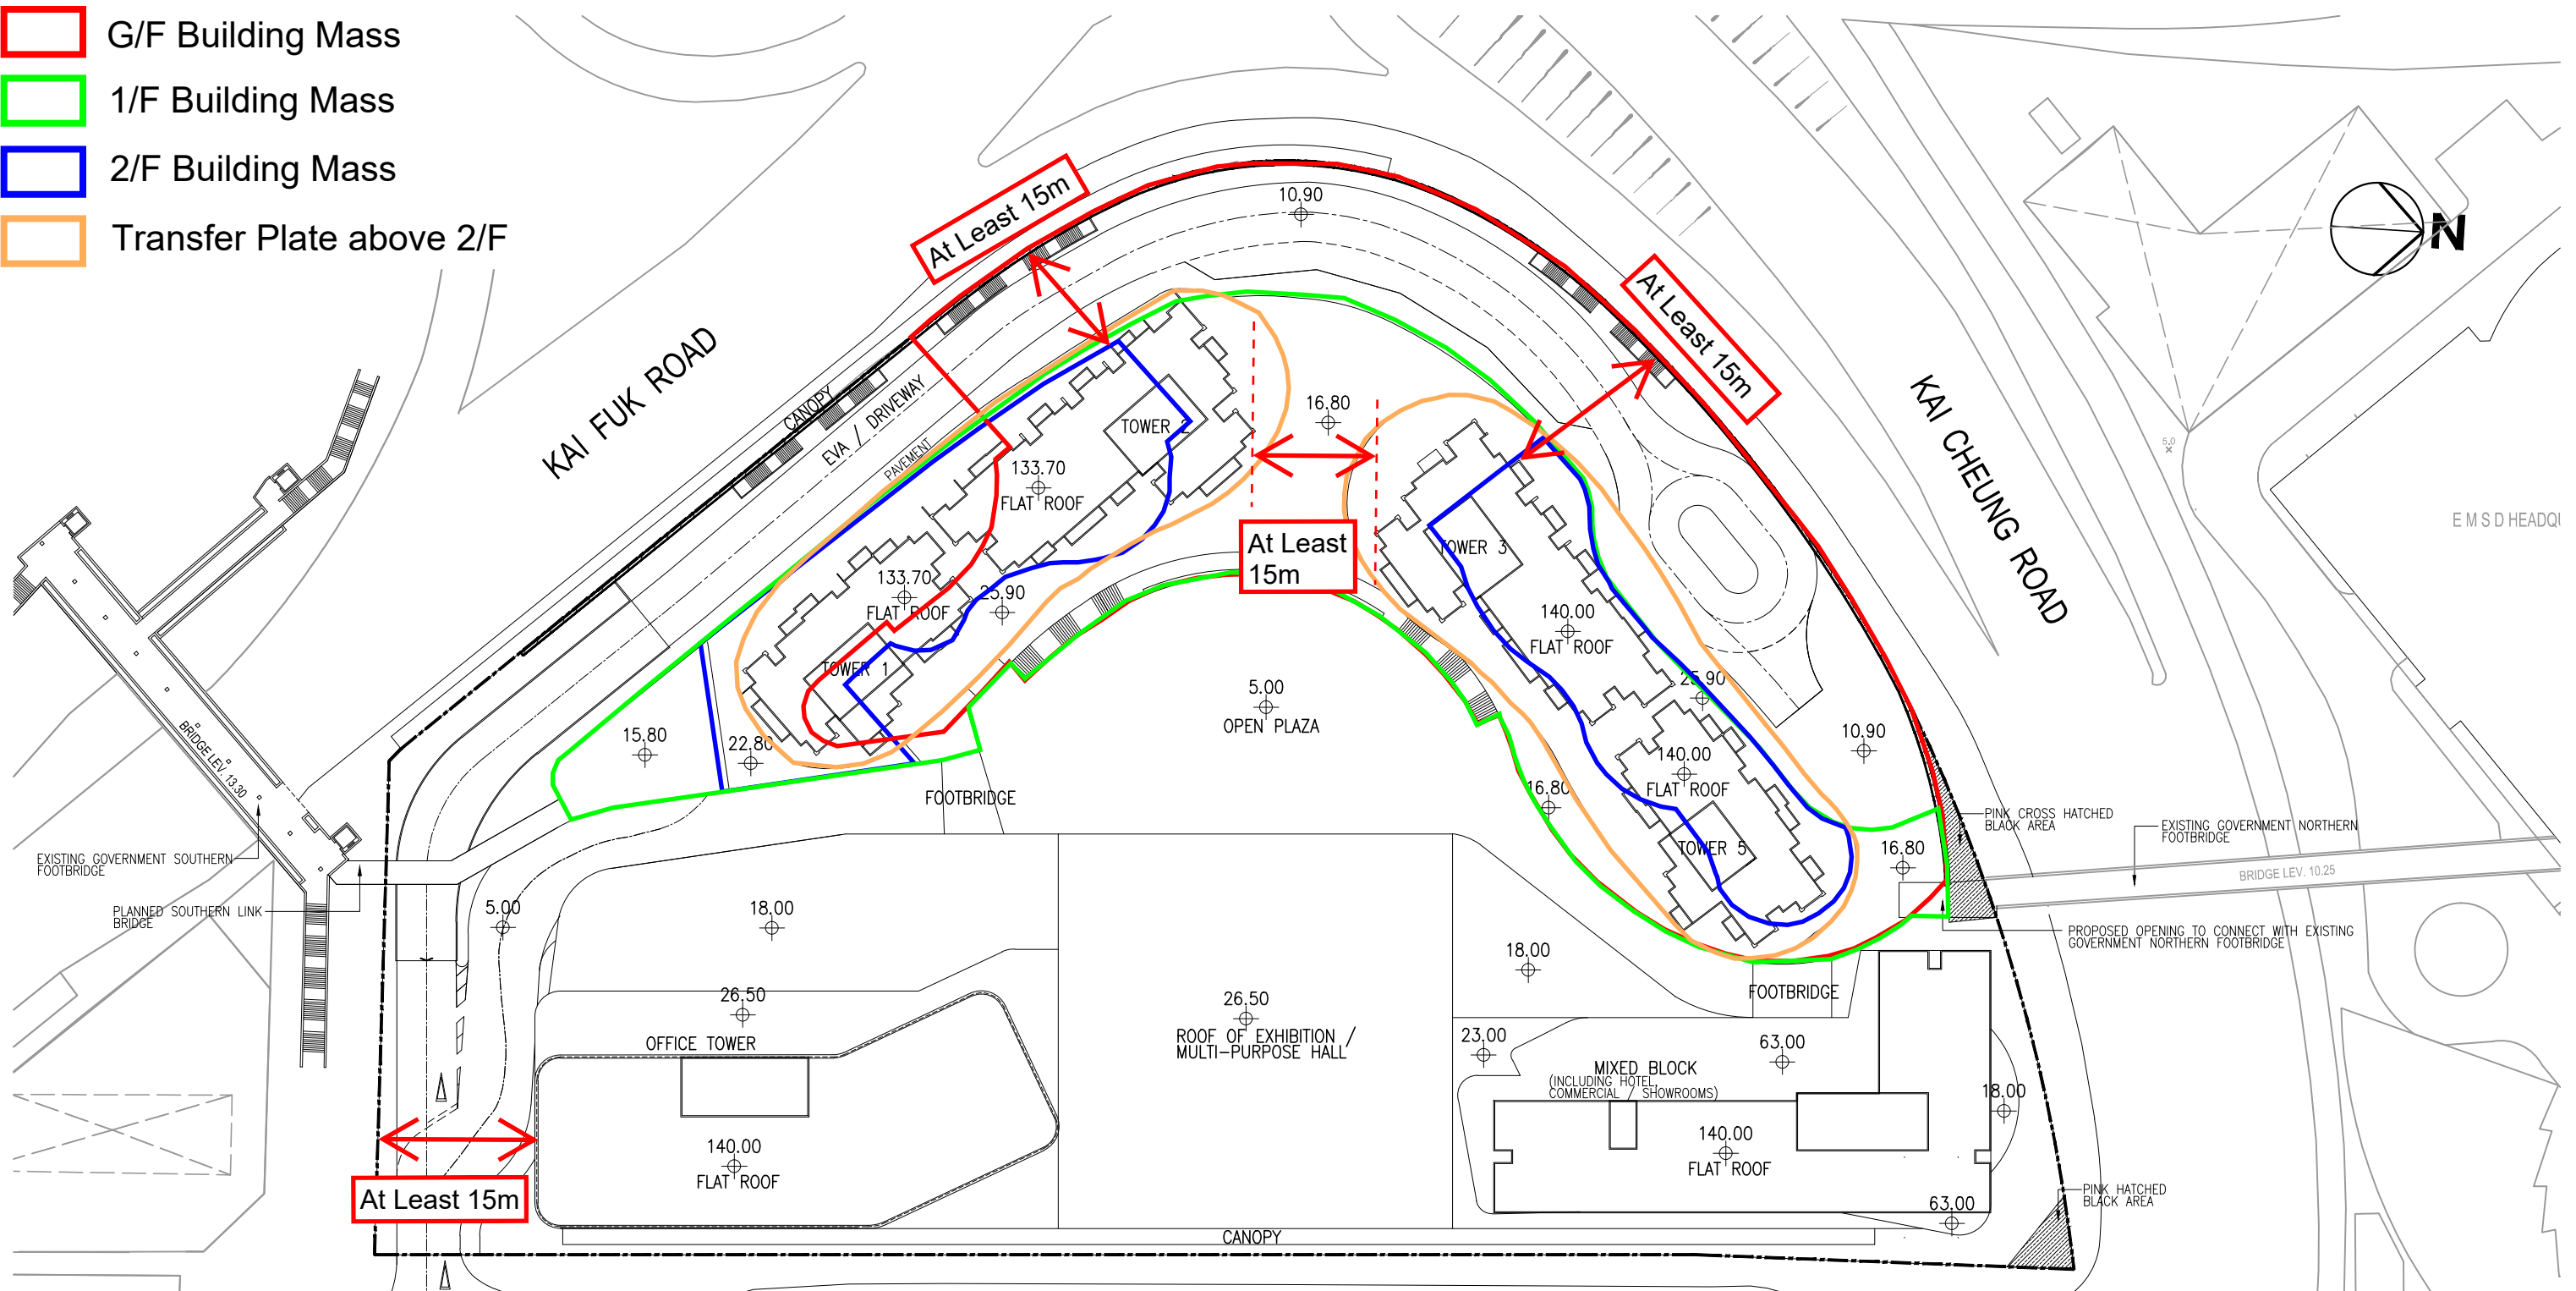 G/F Building Mass
1/F Building Mass
2/F Building Mass
Transfer Plate above 2/F
At Least 15m
10.90
At Least 15m
N
KAI FUK ROAD
KAI CHEUNG ROAD
CANOPY
EVA / DRIVEWAY
PAVEMENT
16.80
TOWER 2
133.70
FLAT ROOF
5.0
E M S D HEADQU
At Least
15m
TOWER 3
133.70
FLAT ROOF
25.90
140.00
FLAT ROOF
TOWER 1
25.90
5.00
OPEN PLAZA
15.80
22.80
BRIDGE LEV. 13.30
140.00
FLAT ROOF
10.90
16.80
FOOTBRIDGE
PINK CROSS HATCHED
BLACK AREA
EXISTING GOVERNMENT NORTHERN
FOOTBRIDGE
TOWER 5
16.80
BRIDGE LEV. 10.25
EXISTING GOVERNMENT SOUTHERN
FOOTBRIDGE
PLANNED SOUTHERN LINK
BRIDGE
5.00
18.00
18.00
PROPOSED OPENING TO CONNECT WITH EXISTING
GOVERNMENT NORTHERN FOOTBRIDGE
FOOTBRIDGE
26.50
OFFICE TOWER
26.50
ROOF OF EXHIBITION /
MULTI-PURPOSE HALL
23.00
63.00
MIXED BLOCK
(INCLUDING HOTEL,
COMMERCIAL / SHOWROOMS)
18.00
140.00
FLAT ROOF
140.00
FLAT ROOF
At Least 15m
63.00
PINK HATCHED
BLACK AREA
CANOPY